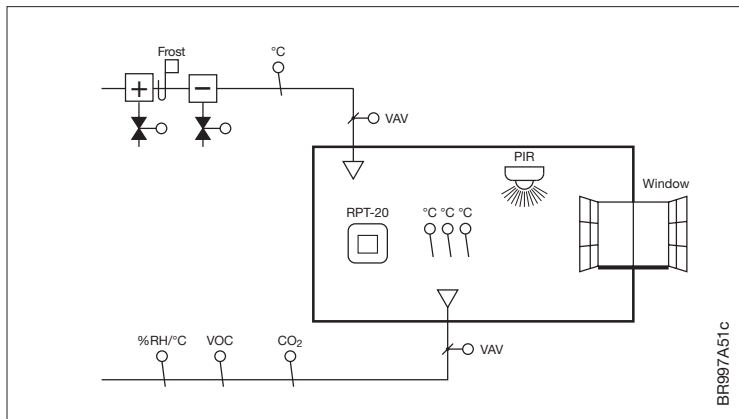 Frost
°C
+
−
VAV
PIR
Window
RPT-20
°C °C °C
%RH/°C
VOC
CO₂
VAV
BR997A51c